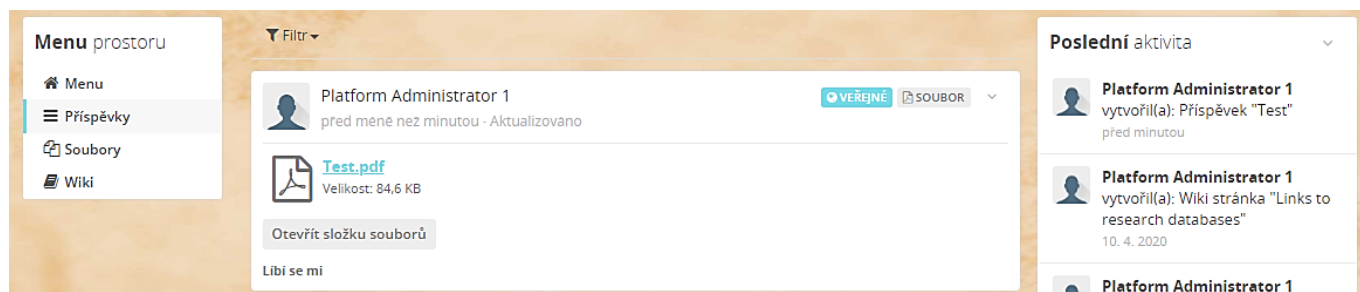 Menu prostoru
Menu
Příspěvky
Soubory
Wiki
Filtr
Platform Administrator 1
před méně než minutou · Aktualizováno
VEŘEJNÉ SOUBOR
Test.pdf
Velikost: 84,6 KB
Otevřít složku souborů
Líbí se mi
Poslední aktivita
Platform Administrator 1
vytvořil(a): Příspěvek "Test"
před minutou
Platform Administrator 1
vytvořil(a): Wiki stránka "Links to
research databases"
10. 4. 2020
Platform Administrator 1